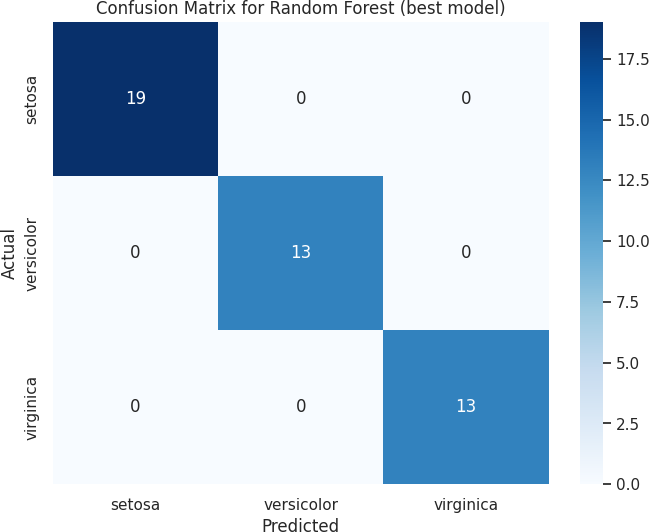 Confusion Matrix for Random Forest (best model)
setosa
19 0 0
versicolor
0 13 0
virginica
0 0 13
Actual
setosa versicolor virginica
Predicted
17.5
15.0
12.5
10.0
7.5
5.0
2.5
0.0